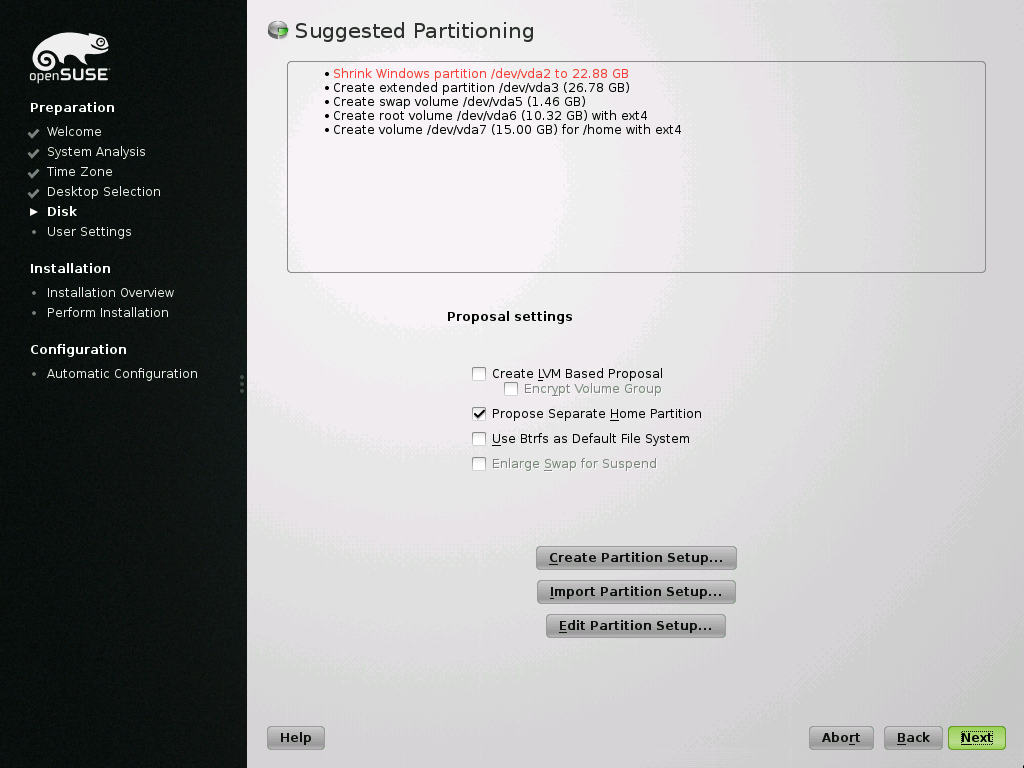 openSUSE
Preparation
Welcome
System Analysis
Time Zone
Desktop Selection
Disk
User Settings
Installation
Installation Overview
Perform Installation
Configuration
Automatic Configuration
Suggested Partitioning
• Shrink Windows partition /dev/vda2 to 22.88 GB
• Create extended partition /dev/vda3 (26.78 GB)
• Create swap volume /dev/vda5 (1.46 GB)
• Create root volume /dev/vda6 (10.32 GB) with ext4
• Create volume /dev/vda7 (15.00 GB) for /home with ext4
Proposal settings
Create LVM Based Proposal
Encrypt Volume Group
Propose Separate Home Partition
Use Btrfs as Default File System
Enlarge Swap for Suspend
Create Partition Setup...
Import Partition Setup...
Edit Partition Setup...
Help
Abort
Back
Next